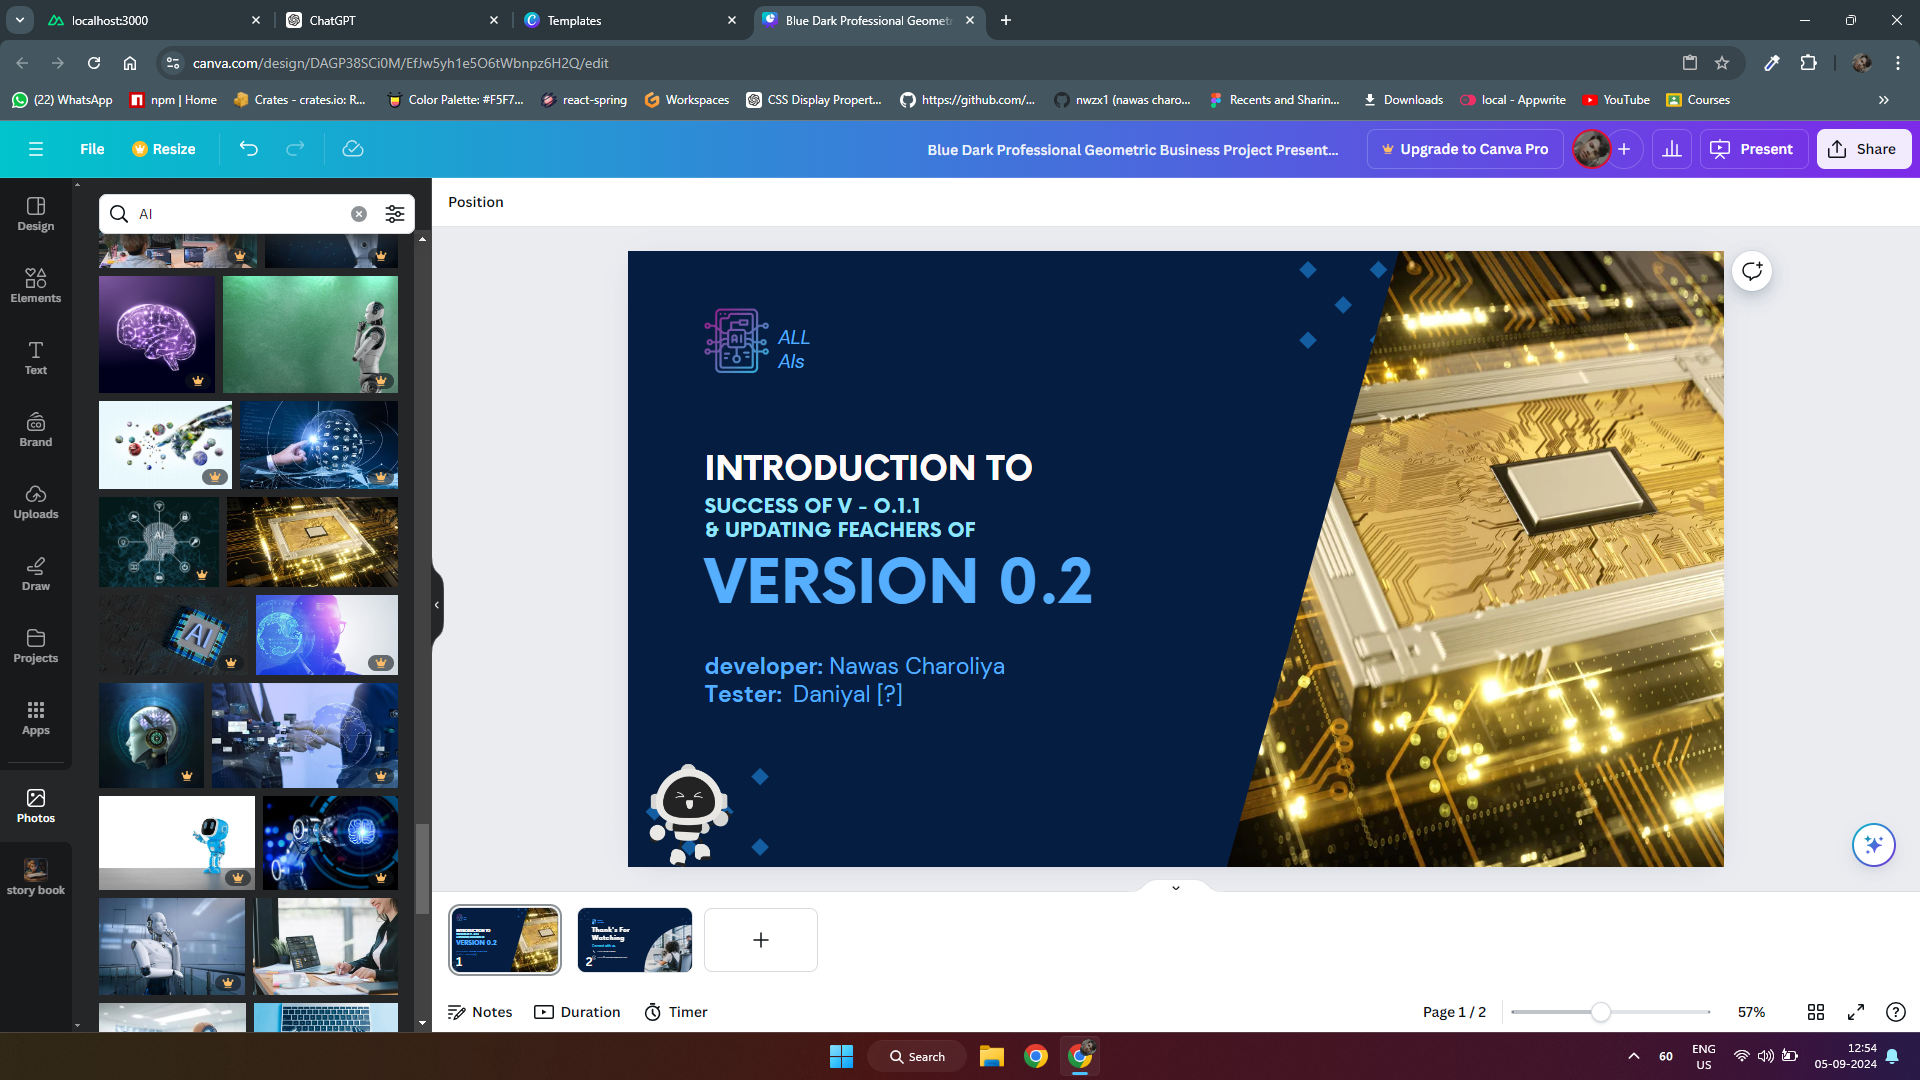 localhost:3000
ChatGPT
Templates
Blue Dark Professional Geomet
canva.com/design/DAGP38SCi0M/EfJw5yh1e5O6tWbnpz6H2Q/edit
(22) WhatsApp
npm | Home
Crates - crates.io: R...
Color Palette: #F5F7...
react-spring
Workspaces
CSS Display Propert...
https://github.com/...
nwzx1 (nawas charo...
Recents and Sharin...
Downloads
local - Appwrite
YouTube
Courses
File
Resize
Blue Dark Professional Geometric Business Project Present...
Upgrade to Canva Pro
Present
Share
Design
Elements
Text
Brand
Uploads
Draw
Projects
Apps
Photos
story book
AI
AI
AI
Position
AI
ALL
AIs
INTRODUCTION TO
SUCCESS OF V - O.1.1
& UPDATING FEACHERS OF
VERSION 0.2
developer: Nawas Charoliya
Tester: Daniyal [?]
INTRODUCTION TO
VERSION 0.2
1
Thank's For
Watching
2
Notes
Duration
Timer
Page 1 / 2
57%
Search
60
ENG
US
12:54
05-09-2024